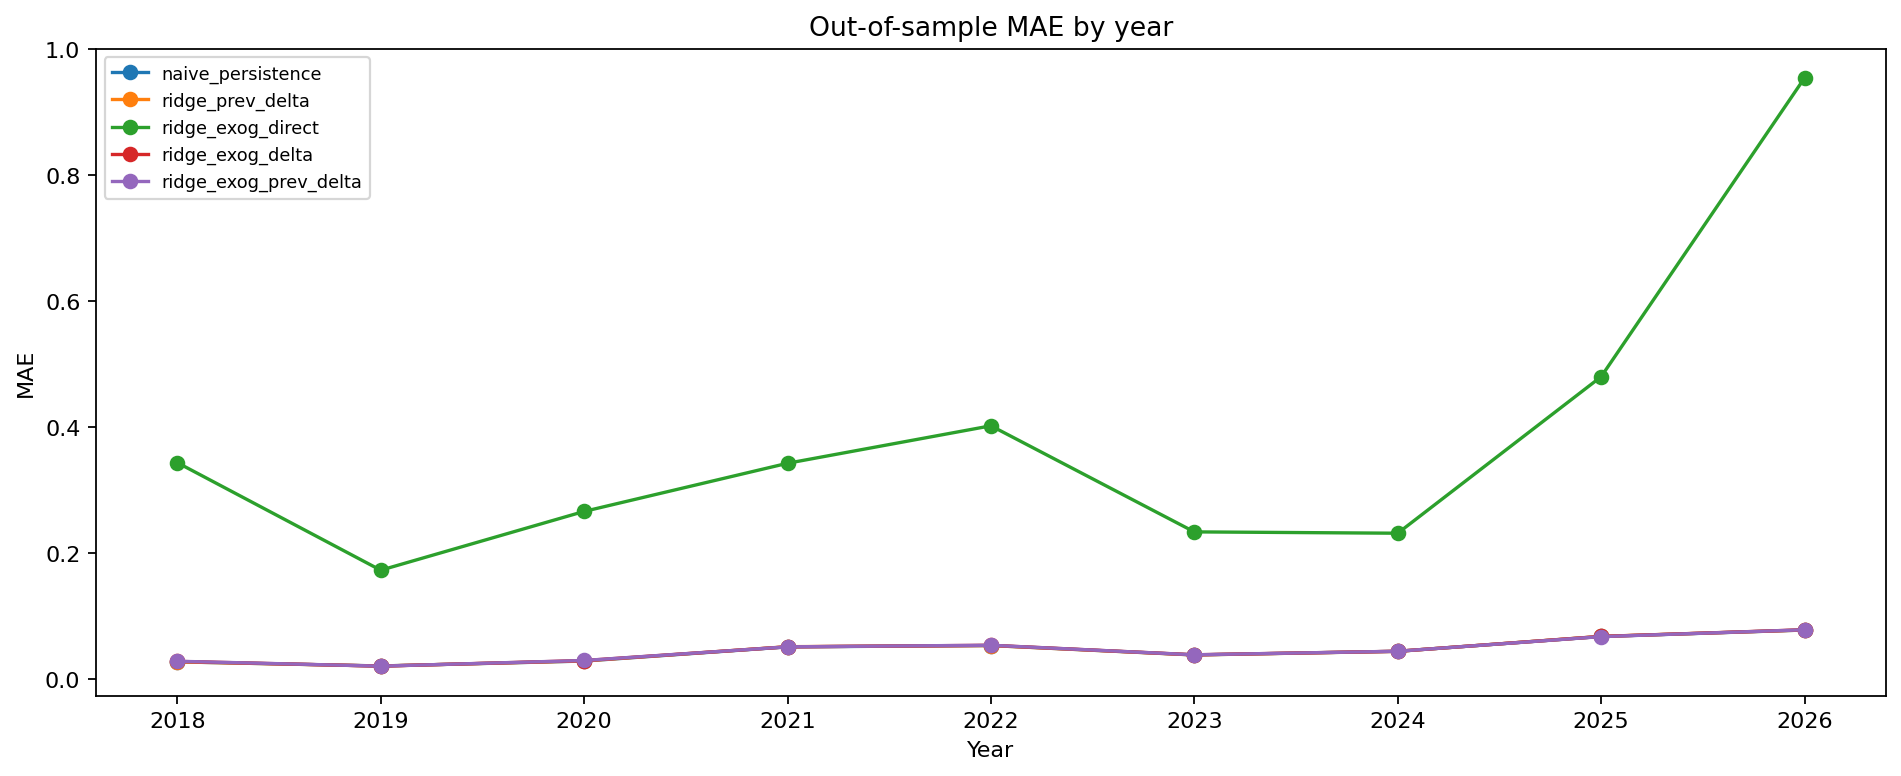 Out-of-sample MAE by year
1.0
0.8
0.6
0.4
0.2
0.0
MAE
naive_persistence
ridge_prev_delta
ridge_exog_direct
ridge_exog_delta
ridge_exog_prev_delta
2018 2019 2020 2021 2022 2023 2024 2025 2026
Year